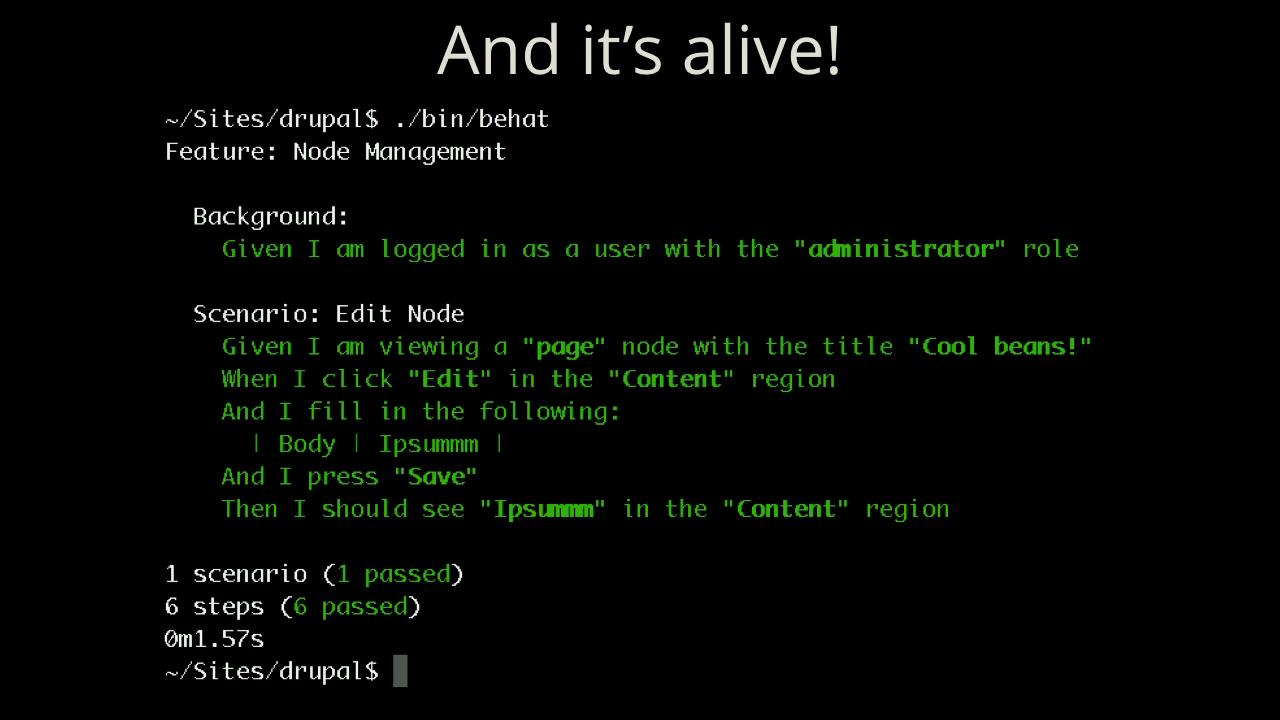 And it’s alive!
~/Sites/drupal$ ./bin/behat
Feature: Node Management
Background:
Given I am logged in as a user with the "administrator" role
Scenario: Edit Node
Given I am viewing a "page" node with the title "Cool beans!"
When I click "Edit" in the "Content" region
And I fill in the following:
| Body | Ipsummm |
And I press "Save"
Then I should see "Ipsummm" in the "Content" region
1 scenario (1 passed)
6 steps (6 passed)
0m1.57s
~/Sites/drupal$